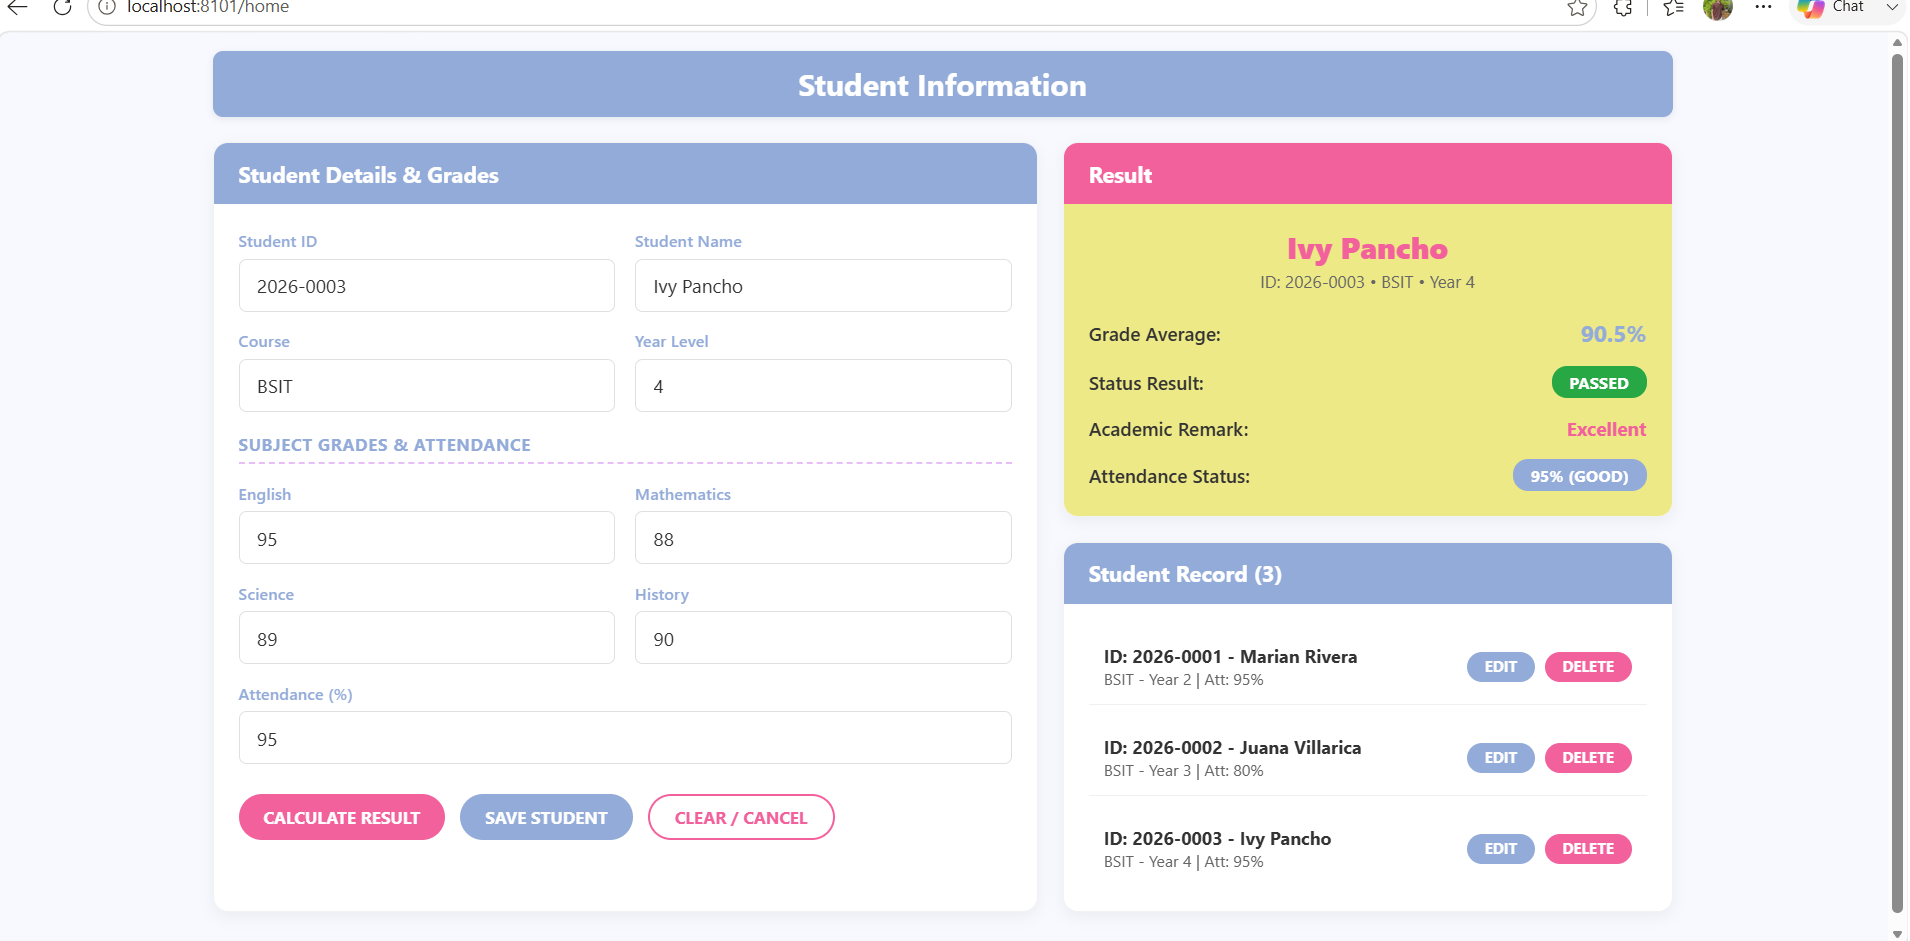 localhost:8101/home
Chat
Student Information
Student Details & Grades
Student ID
Student Name
2026-0003
Ivy Pancho
Course
Year Level
BSIT
4
SUBJECT GRADES & ATTENDANCE
English
Mathematics
95
88
Science
History
89
90
Attendance (%)
95
CALCULATE RESULT
SAVE STUDENT
CLEAR / CANCEL
Result
Ivy Pancho
ID: 2026-0003 • BSIT • Year 4
Grade Average:
90.5%
Status Result:
PASSED
Academic Remark:
Excellent
Attendance Status:
95% (GOOD)
Student Record (3)
ID: 2026-0001 - Marian Rivera
BSIT - Year 2 | Att: 95%
EDIT
DELETE
ID: 2026-0002 - Juana Villarica
BSIT - Year 3 | Att: 80%
EDIT
DELETE
ID: 2026-0003 - Ivy Pancho
BSIT - Year 4 | Att: 95%
EDIT
DELETE